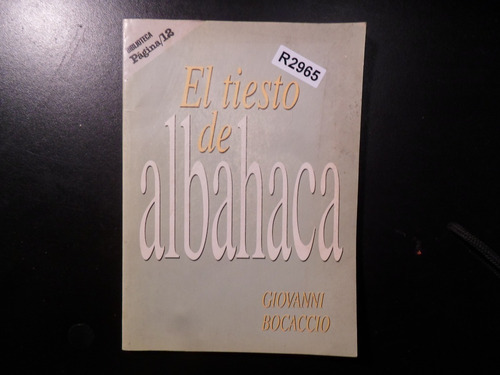 BIBLIOTECA
Página/12
R2965
El tiesto
de
albahaca
GIOVANNI
BOCACCIO